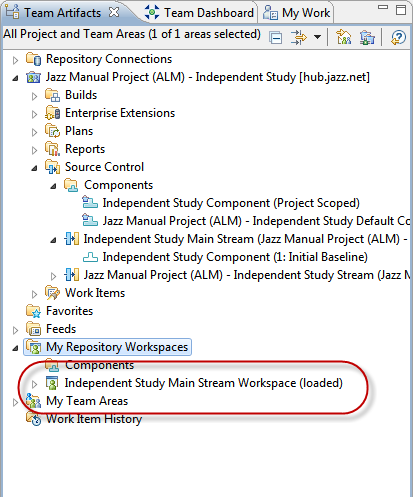 Team Artifacts
Team Dashboard
My Work
All Project and Team Areas (1 of 1 areas selected)
Repository Connections
Jazz Manual Project (ALM) - Independent Study [hub.jazz.net]
Builds
Enterprise Extensions
Plans
Reports
Source Control
Components
Independent Study Component (Project Scoped)
Jazz Manual Project (ALM) - Independent Study Default Co
Independent Study Main Stream (Jazz Manual Project (ALM) -
Independent Study Component (1: Initial Baseline)
Jazz Manual Project (ALM) - Independent Study Stream (Jazz M
Work Items
Favorites
Feeds
My Repository Workspaces
Components
Independent Study Main Stream Workspace (loaded)
My Team Areas
Work Item History